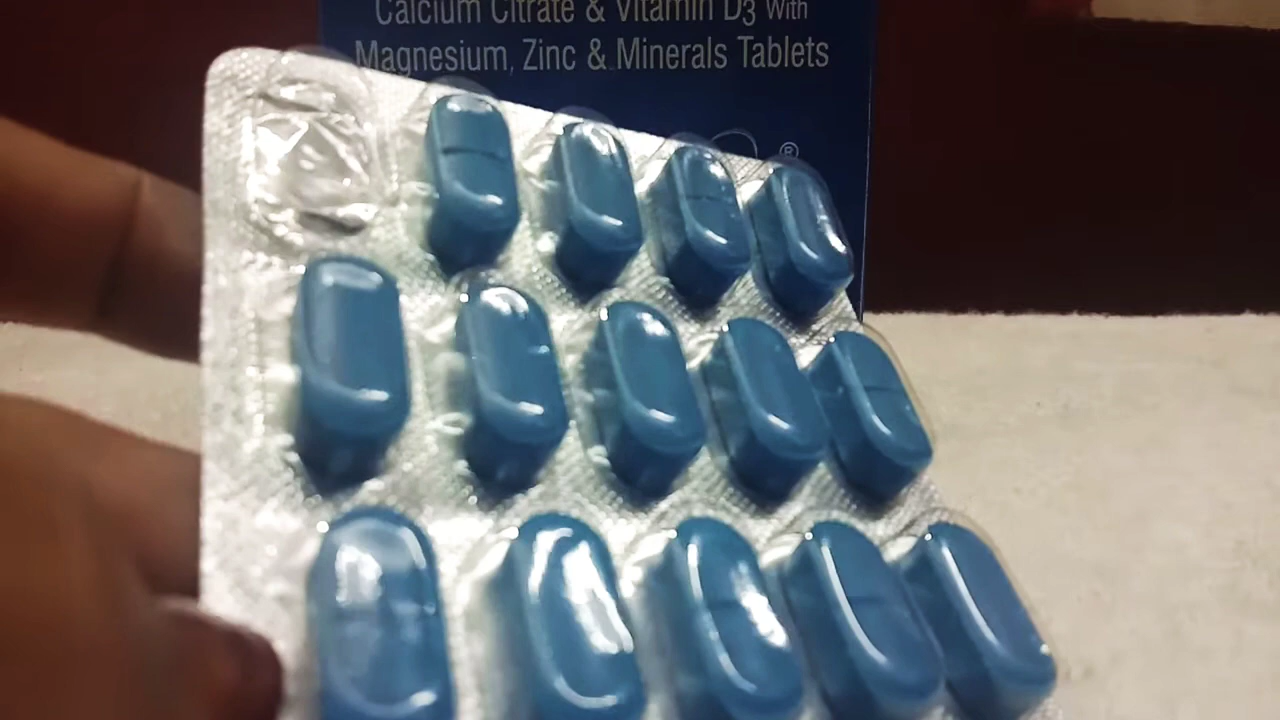 Calcium Citrate & Vitamin D3 With
Magnesium, Zinc & Minerals Tablets
®